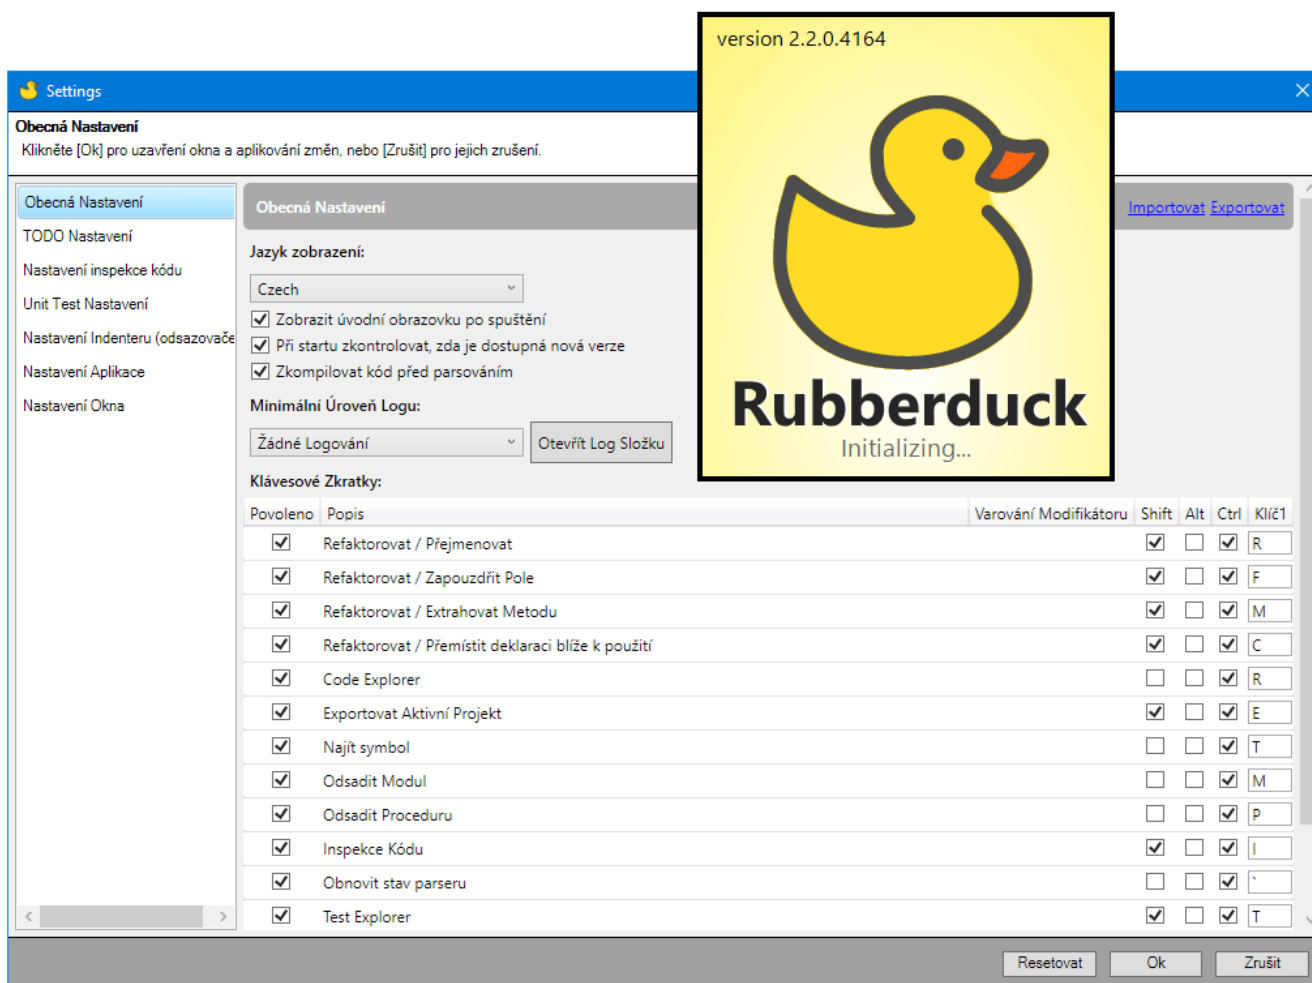 version 2.2.0.4164
Rubberduck
Initializing...
Settings
Obecná Nastavení
Klikněte [Ok] pro uzavření okna a aplikování změn, nebo [Zrušit] pro jejich zrušení.
Obecná Nastavení
TODO Nastavení
Nastavení inspekce kódu
Unit Test Nastavení
Nastavení Indenteru (odsazovače
Nastavení Aplikace
Nastavení Okna
Obecná Nastavení
Importovat Exportovat
Jazyk zobrazení:
Czech
Zobrazit úvodní obrazovku po spuštění
Při startu zkontrolovat, zda je dostupná nová verze
Zkompilovat kód před parsováním
Minimální Úroveň Logu:
Žádné Logování Otevřít Log Složku
Klávesové Zkratky:
Povoleno Popis Varování Modifikátoru Shift Alt Ctrl Klíč1
Refaktorovat / Přejmenovat R
Refaktorovat / Zapouzdřit Pole F
Refaktorovat / Extrahovat Metodu M
Refaktorovat / Přemístit deklaraci blíže k použití C
Code Explorer R
Exportovat Aktivní Projekt E
Najít symbol T
Odsadit Modul M
Odsadit Proceduru P
Inspekce Kódu I
Obnovit stav parseru `
Test Explorer T
Resetovat Ok Zrušit